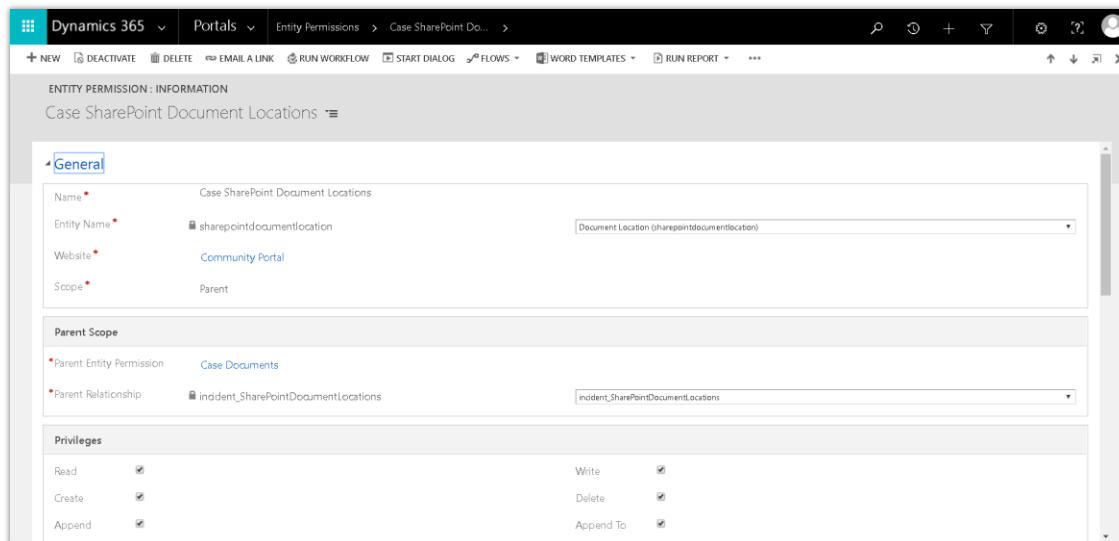 Dynamics 365 Portals Entity Permissions > Case SharePoint Do... >
+ NEW DEACTIVATE DELETE EMAIL A LINK RUN WORKFLOW START DIALOG FLOWS WORD TEMPLATES RUN REPORT •••
ENTITY PERMISSION : INFORMATION
Case SharePoint Document Locations
General
Name* Case SharePoint Document Locations
Entity Name* sharepointdocumentlocation Document Location (sharepointdocumentlocation)
Website* Community Portal
Scope* Parent
Parent Scope
*Parent Entity Permission Case Documents
*Parent Relationship incident_SharePointDocumentLocations incident_SharePointDocumentLocations
Privileges
Read Write
Create Delete
Append Append To